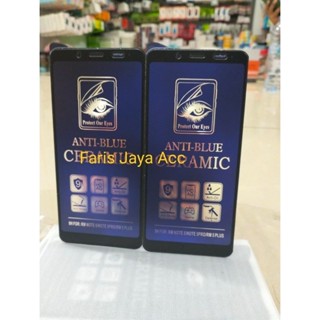 Protect Our Eyes
ANTI-BLUE
CERAMIC
Protect Our Eyes
ANTI-BLUE
CERAMIC
Faris Jaya Acc